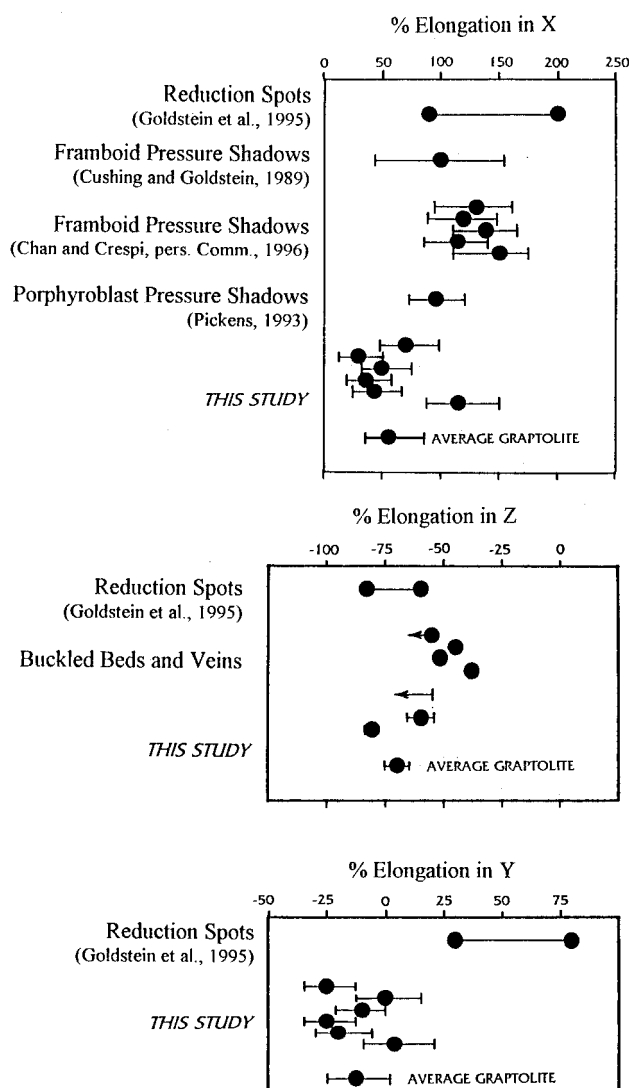 % Elongation in X
0 50 100 150 200 250
Reduction Spots
(Goldstein et al., 1995)
Framboid Pressure Shadows
(Cushing and Goldstein, 1989)
Framboid Pressure Shadows
(Chan and Crespi, pers. Comm., 1996)
Porphyroblast Pressure Shadows
(Pickens, 1993)
THIS STUDY
AVERAGE GRAPTOLITE
% Elongation in Z
-100 -75 -50 -25 0
Reduction Spots
(Goldstein et al., 1995)
Buckled Beds and Veins
THIS STUDY
AVERAGE GRAPTOLITE
% Elongation in Y
-50 -25 0 25 50 75
Reduction Spots
(Goldstein et al., 1995)
THIS STUDY
AVERAGE GRAPTOLITE